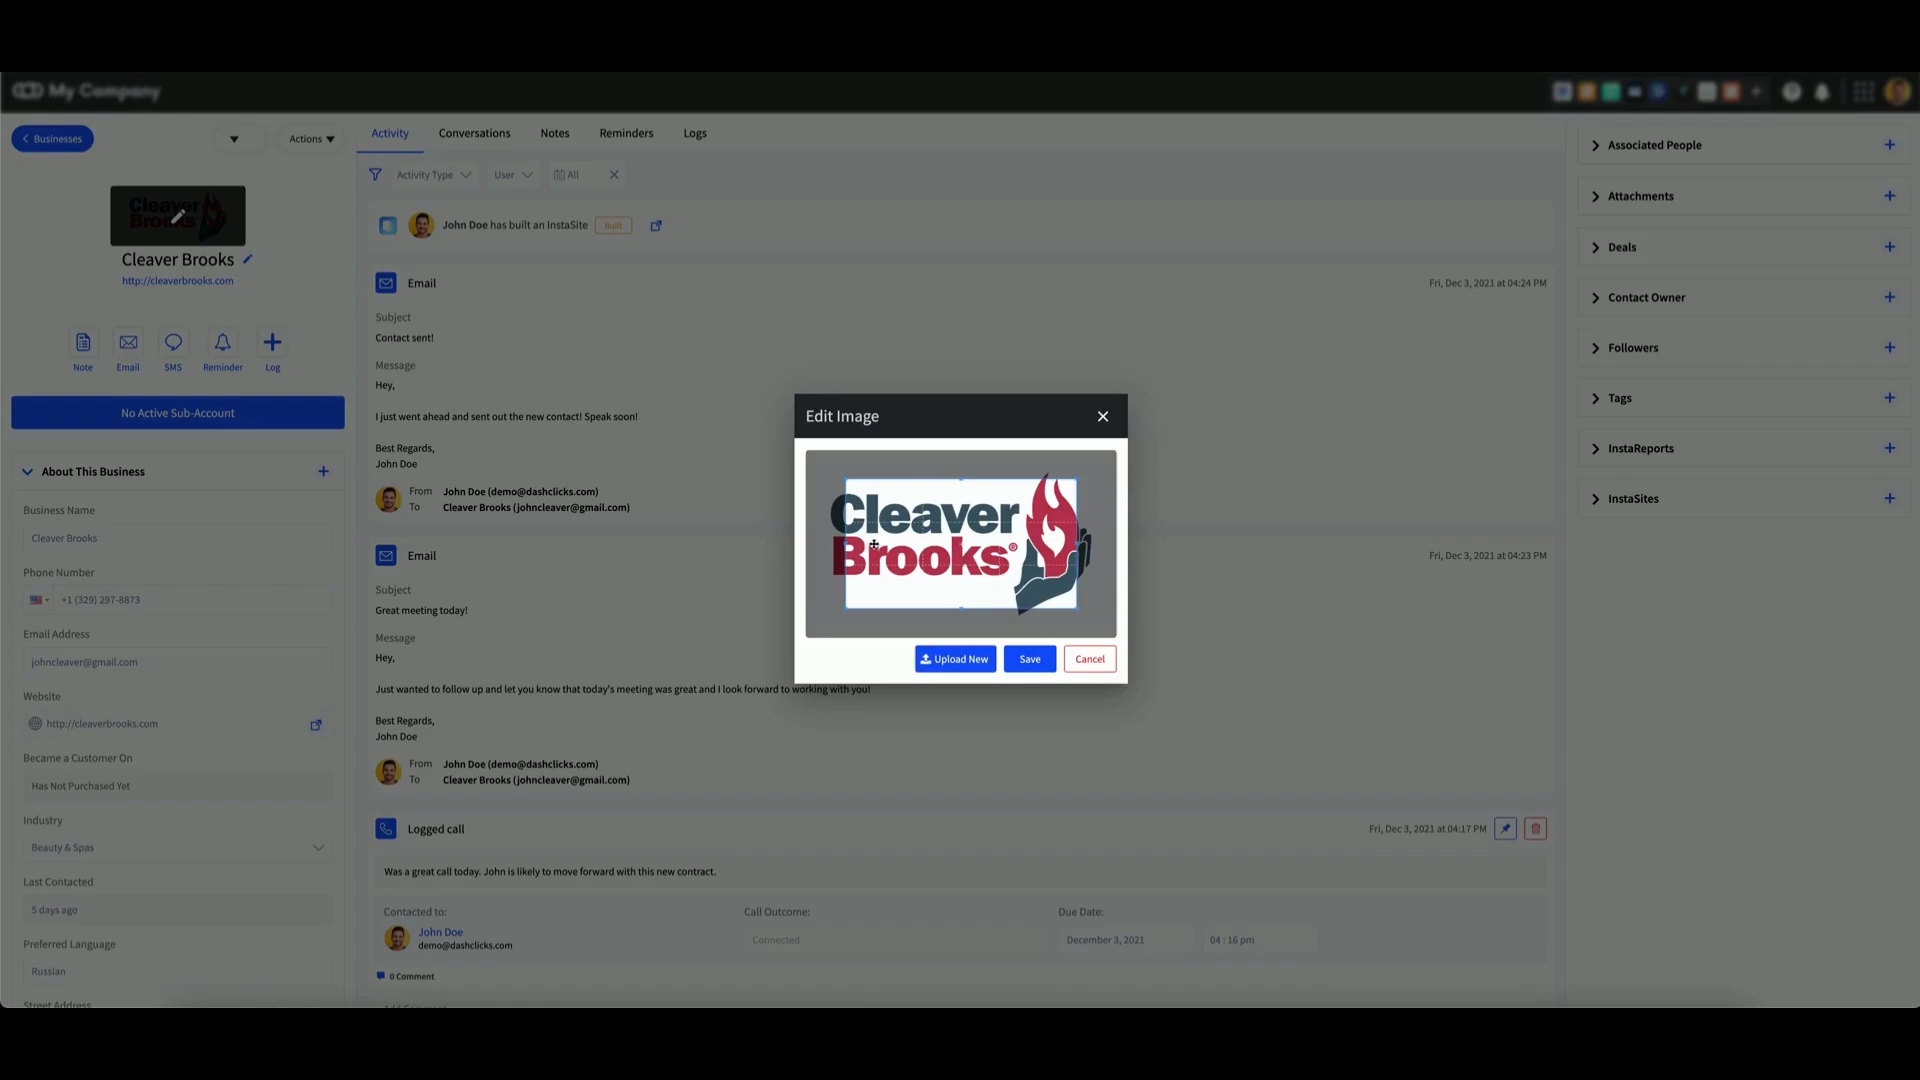 My Company
Businesses
Actions
Cleaver
Brooks
Cleaver Brooks
http://cleaverbrooks.com
Note
Email
SMS
Reminder
Log
No Active Sub-Account
About This Business
Business Name
Cleaver Brooks
Phone Number
+1 (329) 297-8873
Email Address
johncleaver@gmail.com
Website
http://cleaverbrooks.com
Became a Customer On
Has Not Purchased Yet
Industry
Beauty & Spas
Last Contacted
5 days ago
Preferred Language
Russian
Street Address
Activity
Conversations
Notes
Reminders
Logs
Activity Type
User
All
John Doe has built an InstaSite
Built
Email
Fri, Dec 3, 2021 at 04:24 PM
Subject
Contact sent!
Message
Hey,
I just went ahead and sent out the new contact! Speak soon!
Best Regards,
John Doe
From John Doe (demo@dashclicks.com)
To Cleaver Brooks (johncleaver@gmail.com)
Email
Fri, Dec 3, 2021 at 04:23 PM
Subject
Great meeting today!
Message
Hey,
Just wanted to follow up and let you know that today's meeting was great and I look forward to working with you!
Best Regards,
John Doe
From John Doe (demo@dashclicks.com)
To Cleaver Brooks (johncleaver@gmail.com)
Logged call
Fri, Dec 3, 2021 at 04:17 PM
Was a great call today. John is likely to move forward with this new contract.
Contacted to:
John Doe
demo@dashclicks.com
Call Outcome:
Connected
Due Date:
December 3, 2021
04 : 16 pm
0 Comment
Add Comment
Edit Image
Cleaver
Brooks®
Upload New
Save
Cancel
Associated People
Attachments
Deals
Contact Owner
Followers
Tags
InstaReports
InstaSites